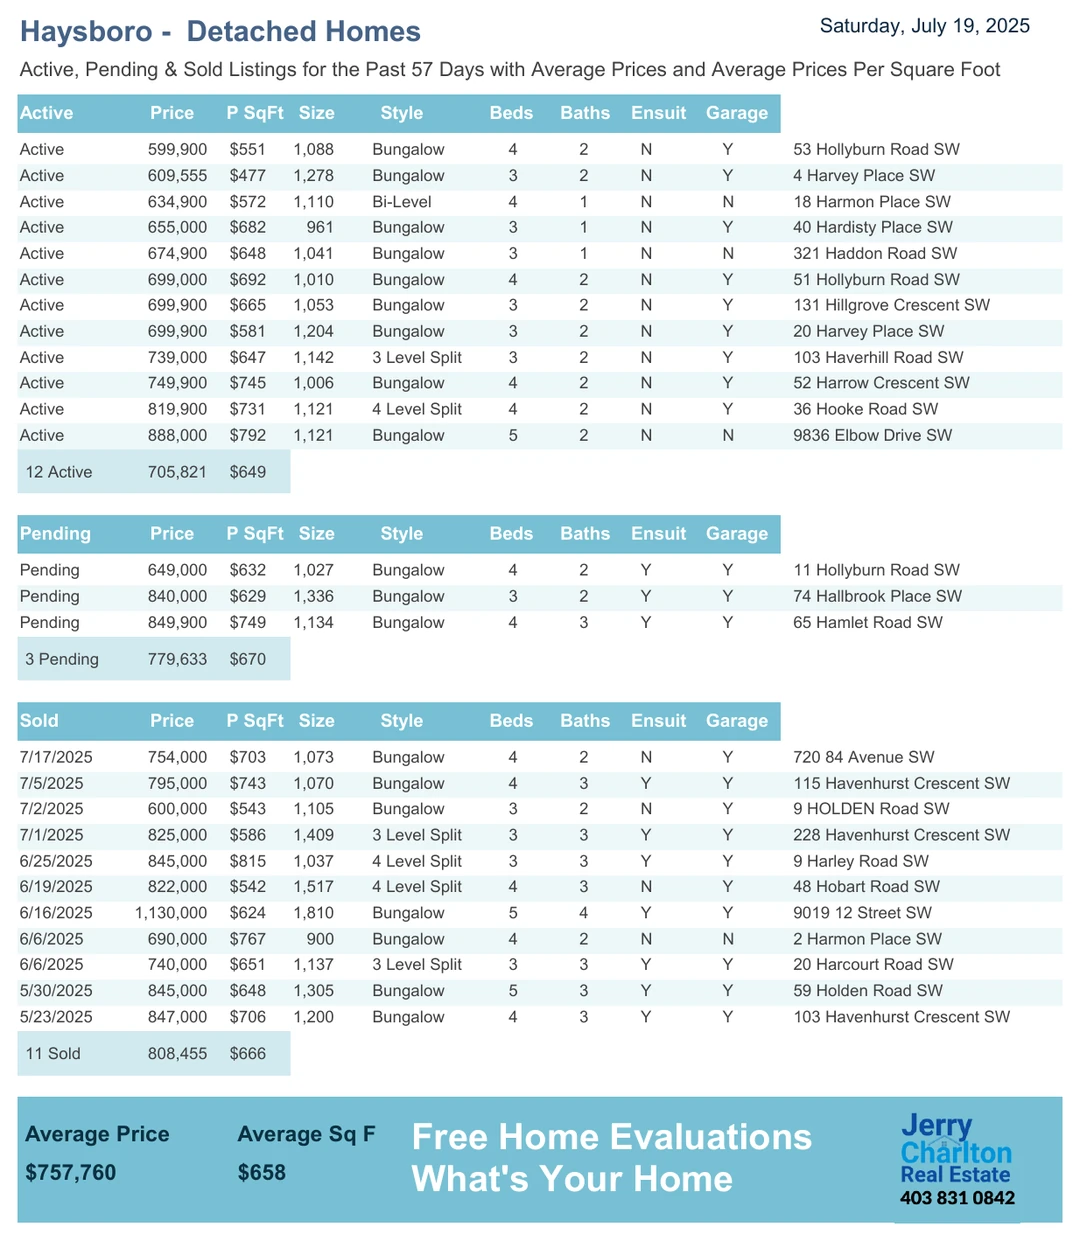 Haysboro - Detached Homes
Saturday, July 19, 2025
Active, Pending & Sold Listings for the Past 57 Days with Average Prices and Average Prices Per Square Foot
Active Price P SqFt Size Style Beds Baths Ensuit Garage
Active 599,900 $551 1,088 Bungalow 4 2 N Y 53 Hollyburn Road SW
Active 609,555 $477 1,278 Bungalow 3 2 N Y 4 Harvey Place SW
Active 634,900 $572 1,110 Bi-Level 4 1 N N 18 Harmon Place SW
Active 655,000 $682 961 Bungalow 3 1 N Y 40 Hardisty Place SW
Active 674,900 $648 1,041 Bungalow 3 1 N N 321 Haddon Road SW
Active 699,000 $692 1,010 Bungalow 4 2 N Y 51 Hollyburn Road SW
Active 699,900 $665 1,053 Bungalow 3 2 N Y 131 Hillgrove Crescent SW
Active 699,900 $581 1,204 Bungalow 3 2 N Y 20 Harvey Place SW
Active 739,000 $647 1,142 3 Level Split 3 2 N Y 103 Haverhill Road SW
Active 749,900 $745 1,006 Bungalow 4 2 N Y 52 Harrow Crescent SW
Active 819,900 $731 1,121 4 Level Split 4 2 N Y 36 Hooke Road SW
Active 888,000 $792 1,121 Bungalow 5 2 N N 9836 Elbow Drive SW
12 Active 705,821 $649
Pending Price P SqFt Size Style Beds Baths Ensuit Garage
Pending 649,000 $632 1,027 Bungalow 4 2 Y Y 11 Hollyburn Road SW
Pending 840,000 $629 1,336 Bungalow 3 2 Y Y 74 Hallbrook Place SW
Pending 849,900 $749 1,134 Bungalow 4 3 Y Y 65 Hamlet Road SW
3 Pending 779,633 $670
Sold Price P SqFt Size Style Beds Baths Ensuit Garage
7/17/2025 754,000 $703 1,073 Bungalow 4 2 N Y 720 84 Avenue SW
7/5/2025 795,000 $743 1,070 Bungalow 4 3 Y Y 115 Havenhurst Crescent SW
7/2/2025 600,000 $543 1,105 Bungalow 3 2 N Y 9 HOLDEN Road SW
7/1/2025 825,000 $586 1,409 3 Level Split 3 3 Y Y 228 Havenhurst Crescent SW
6/25/2025 845,000 $815 1,037 4 Level Split 3 3 Y Y 9 Harley Road SW
6/19/2025 822,000 $542 1,517 4 Level Split 4 3 N Y 48 Hobart Road SW
6/16/2025 1,130,000 $624 1,810 Bungalow 5 4 Y Y 9019 12 Street SW
6/6/2025 690,000 $767 900 Bungalow 4 2 N N 2 Harmon Place SW
6/6/2025 740,000 $651 1,137 3 Level Split 3 3 Y Y 20 Harcourt Road SW
5/30/2025 845,000 $648 1,305 Bungalow 5 3 Y Y 59 Holden Road SW
5/23/2025 847,000 $706 1,200 Bungalow 4 3 Y Y 103 Havenhurst Crescent SW
11 Sold 808,455 $666
Average Price Average Sq F
$757,760 $658
Free Home Evaluations
What's Your Home
Jerry
Charlton
Real Estate
403 831 0842